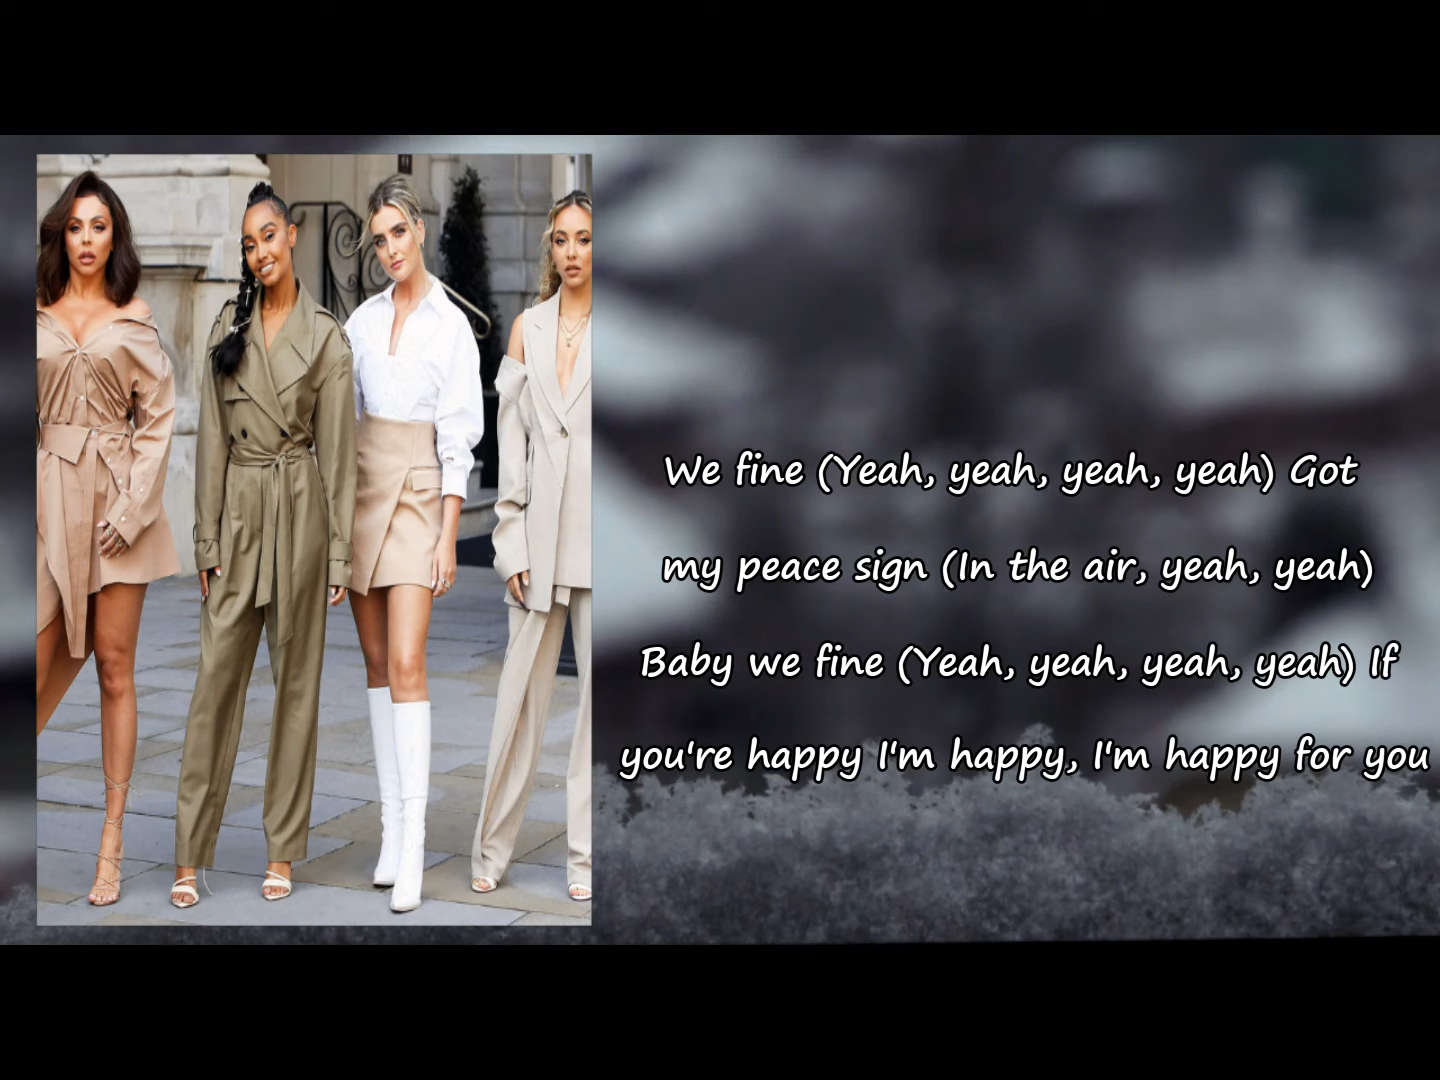 We fine (Yeah, yeah, yeah, yeah) Got
my peace sign (In the air, yeah, yeah)
Baby we fine (Yeah, yeah, yeah, yeah) If
you're happy I'm happy, I'm happy for you